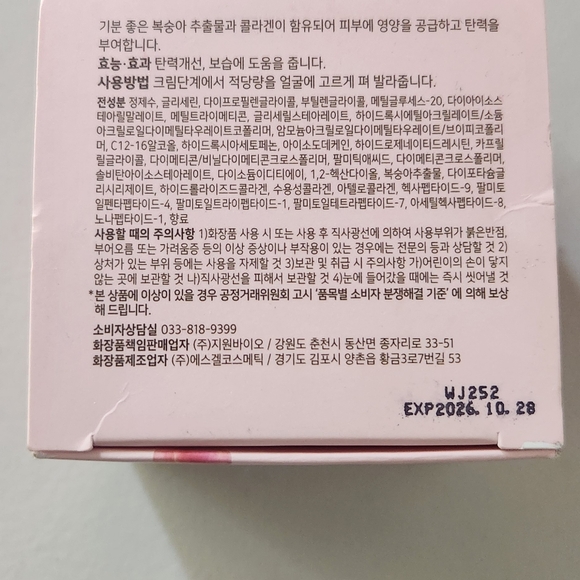 기분 좋은 복숭아 추출물과 콜라겐이 함유되어 피부에 영양을 공급하고 탄력을
부여합니다.
효능·효과 탄력개선, 보습에 도움을 줍니다.
사용방법 크림단계에서 적당량을 얼굴에 고르게 펴 발라줍니다.
전성분 정제수, 글리세린, 다이프로필렌글라이콜, 부틸렌글라이콜, 메틸글루세스-20, 다이아이소스
테아릴말레이트, 메틸트라이메티콘, 글리세릴스테아레이트, 하이드록시에틸아크릴레이트/소듐
아크릴로일다이메틸타우레이트코폴리머, 암모늄아크릴로일다이메틸타우레이트/브이피코폴리
머, C12-16알코올, 하이드록시아세토페논, 아이소도데케인, 하이드로제네이티드레시틴, 카프릴
릴글라이콜, 다이메티콘/비닐다이메티콘크로스폴리머, 팔미틱애씨드, 다이메티콘크로스폴리머,
솔비탄아이소스테아레이트, 다이소듐이디티에이, 1,2-헥산다이올, 복숭아추출물, 다이포타슘글
리시리제이트, 하이드롤라이즈드콜라겐, 수용성콜라겐, 아텔로콜라겐, 헥사펩타이드-9, 팔미토
일펜타펩타이드-4, 팔미토일트라이펩타이드-1, 팔미토일테트라펩타이드-7, 아세틸헥사펩타이드-8,
노나펩타이드-1, 향료
사용할 때의 주의사항 1)화장품 사용 시 또는 사용 후 직사광선에 의하여 사용부위가 붉은반점,
부어오름 또는 가려움증 등의 이상 증상이나 부작용이 있는 경우에는 전문의 등과 상담할 것 2)
상처가 있는 부위 등에는 사용을 자제할 것 3)보관 및 취급 시 주의사항 가)어린이의 손이 닿지
않는 곳에 보관할 것 나)직사광선을 피해서 보관할 것 4)눈에 들어갔을 때에는 즉시 씻어낼 것
*본 상품에 이상이 있을 경우 공정거래위원회 고시 '품목별 소비자 분쟁해결 기준' 에 의해 보상
해 드립니다.
소비자상담실 033-818-9399
화장품책임판매업자 (주)지원바이오 / 강원도 춘천시 동산면 종자리로 33-51
화장품제조업자 (주)에스겔코스메틱 / 경기도 김포시 양촌읍 황금3로7번길 53
WJ252
EXP2026.10.28